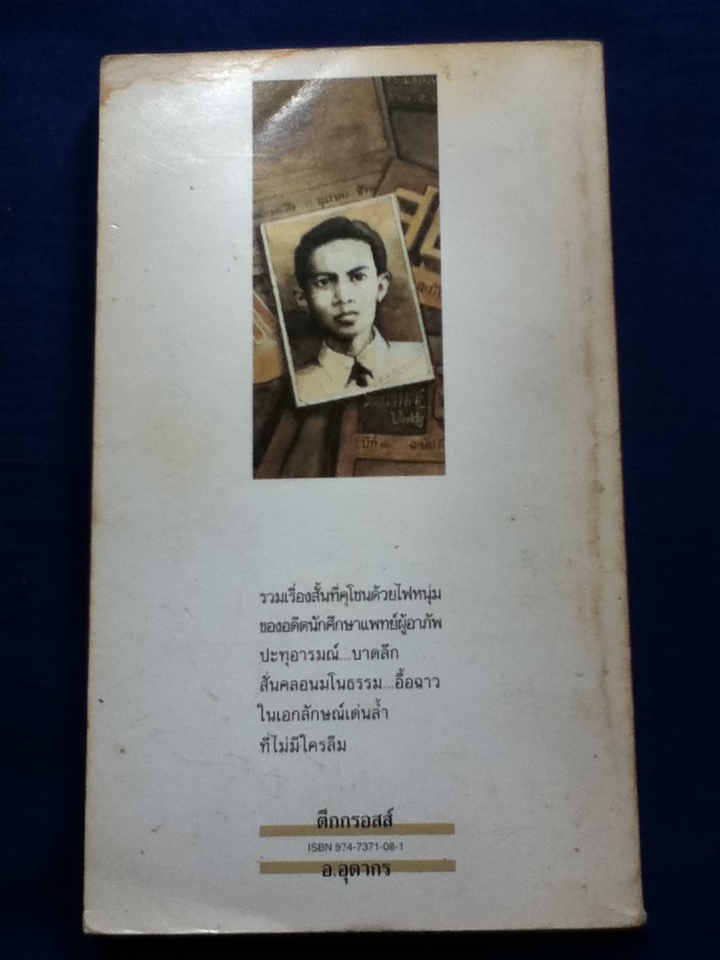 Weekly
ปีที่
รวมเรื่องสั้นที่คุโชนด้วยไฟหนุ่ม
ของอดีตนักศึกษาแพทย์ผู้อาภัพ
ปะทุอารมณ์...บาดลึก
สั่นคลอนมโนธรรม...อื้อฉาว
ในเอกลักษณ์เด่นล้ำ
ที่ไม่มีใครลืม
ตึกกรอสส์
ISBN 974-7371-08-1
อ.อุดากร